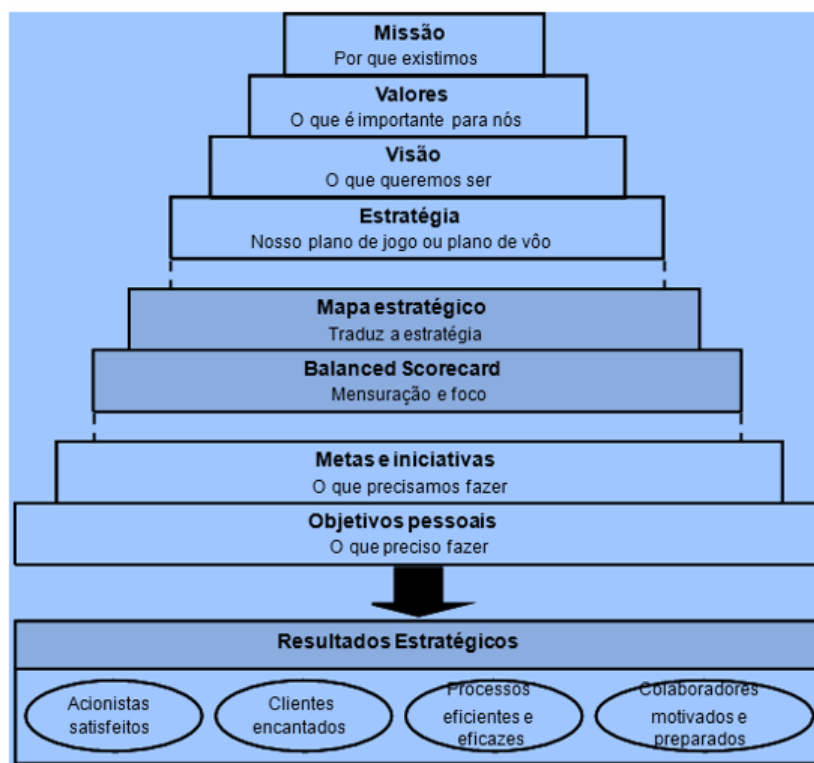 Missão
Por que existimos
Valores
O que é importante para nós
Visão
O que queremos ser
Estratégia
Nosso plano de jogo ou plano de vôo
Mapa estratégico
Traduz a estratégia
Balanced Scorecard
Mensuração e foco
Metas e iniciativas
O que precisamos fazer
Objetivos pessoais
O que preciso fazer
Resultados Estratégicos
Acionistas
satisfeitos
Clientes
encantados
Processos
eficientes e
eficazes
Colaboradores
motivados e
preparados